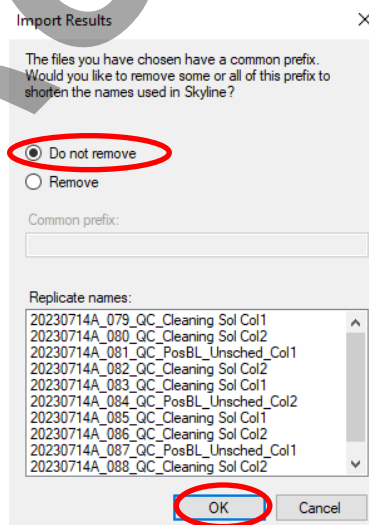 Import Results
The files you have chosen have a common prefix.
Would you like to remove some or all of this prefix to
shorten the names used in Skyline?
Do not remove
Remove
Common prefix:
Replicate names:
20230714A_079_QC_Cleaning Sol Col1
20230714A_080_QC_Cleaning Sol Col2
20230714A_081_QC_PosBL_Unsched_Col1
20230714A_082_QC_Cleaning Sol Col2
20230714A_083_QC_Cleaning Sol Col1
20230714A_084_QC_PosBL_Unsched_Col2
20230714A_085_QC_Cleaning Sol Col1
20230714A_086_QC_Cleaning Sol Col2
20230714A_087_QC_PosBL_Unsched_Col1
20230714A_088_QC_Cleaning Sol Col2
OK
Cancel